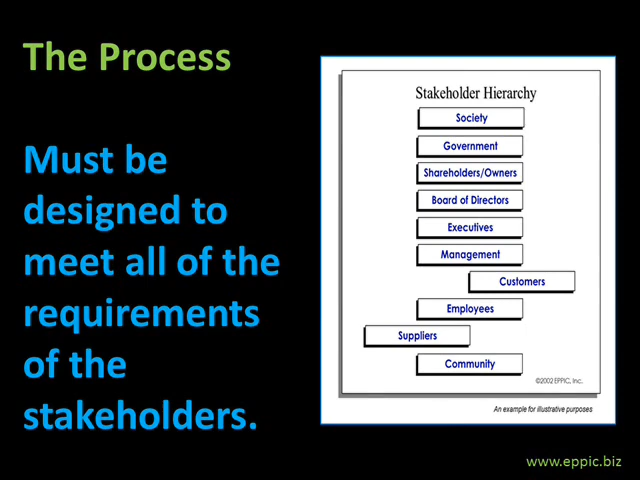 The Process
Must be
designed to
meet all of the
requirements
of the
stakeholders.
Stakeholder Hierarchy
Society
Government
Shareholders/Owners
Board of Directors
Executives
Management
Customers
Employees
Suppliers
Community
©2002 EPPIC, Inc.
An example for illustrative purposes
www.eppic.biz